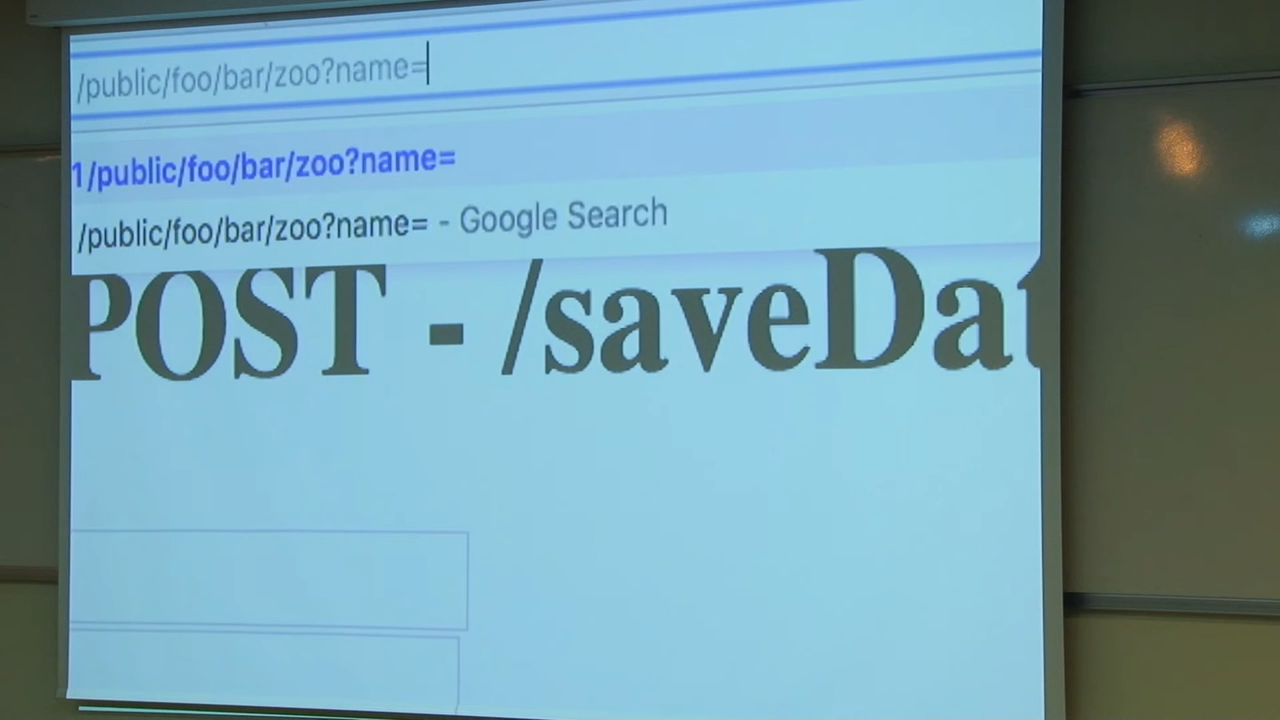 /public/foo/bar/zoo?name=
1/public/foo/bar/zoo?name=
/public/foo/bar/zoo?name= - Google Search
POST - /saveDat